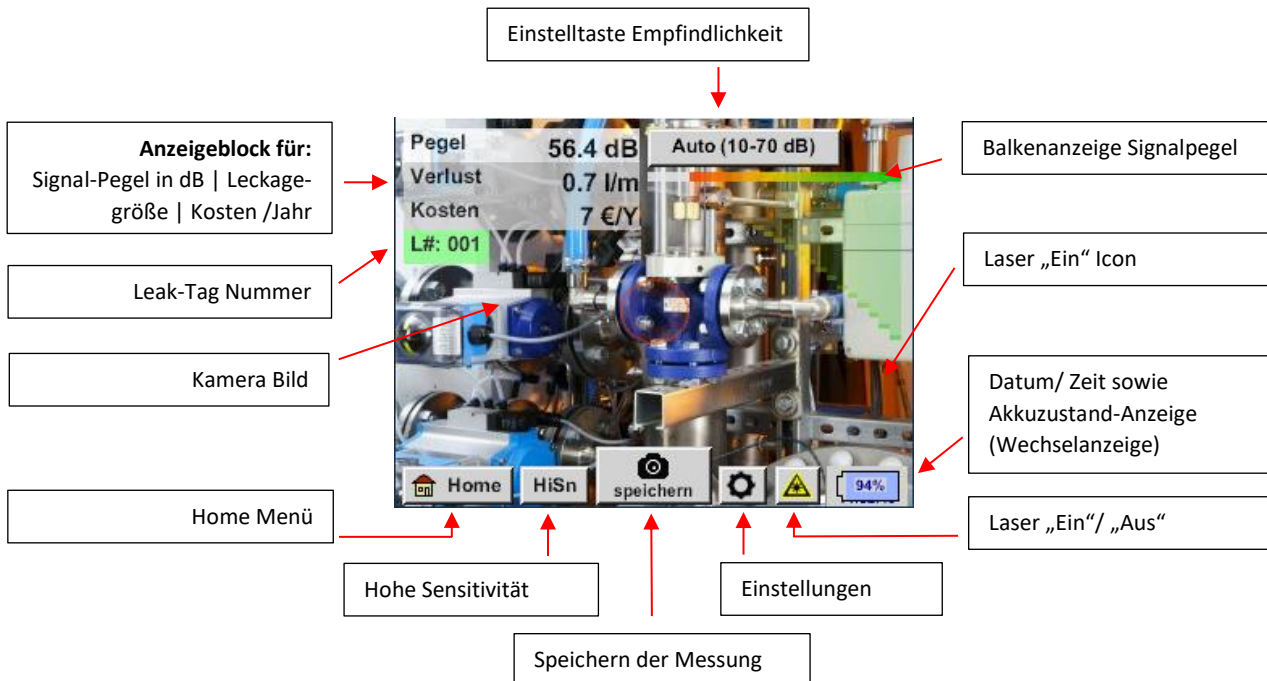 Einstelltaste Empfindlichkeit
Anzeigeblock für:
Signal-Pegel in dB | Leckage-
größe | Kosten /Jahr
Leak-Tag Nummer
Kamera Bild
Home Menü
Pegel 56.4 dB
Verlust 0.7 l/m
Kosten 7 €/Y
L#: 001
Auto (10-70 dB)
Home
HiSn
speichern
94%
Balkenanzeige Signalpegel
Laser „Ein“ Icon
Datum/ Zeit sowie
Akkuzustand-Anzeige
(Wechselanzeige)
Laser „Ein“/ „Aus“
Hohe Sensitivität
Einstellungen
Speichern der Messung